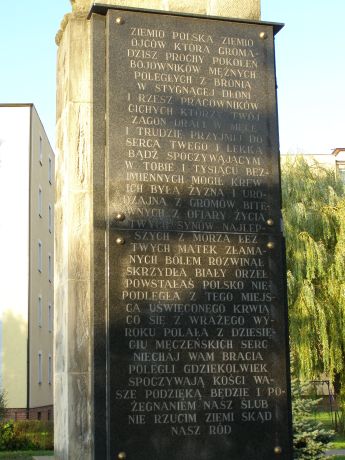 ZIEMIO POLSKA ZIEMIO
OJCÓW KTÓRA GROMA-
DZISZ PROCHY POKOLEŃ
BOJOWNIKÓW MĘŻNYCH
POLEGŁYCH Z BRONIĄ
W STYGNĄCEJ DŁONI
I RZESZ PRACOWNIKÓW
CICHYCH KTÓRZY TWÓJ
ZAGON ORALI W MĘCE
I TRUDZIE PRZYJMIJ DO
SERCA TWEGO I LEKKĄ
BĄDŹ SPOCZYWAJĄCYM
W TOBIE I TYSIĄCU BEZ-
IMIENNYCH MOGIŁ KREW
ICH BYŁA ŻYZNA I URO-
DZAJNA Z GROMÓW BITE-
WNYCH Z OFIARY ŻYCIA
TWYCH SYNÓW NAJLEP-
SZYCH Z MORZA ŁEZ
TWYCH MATEK ZŁAMA-
NYCH BÓLEM ROZWINĄŁ
SKRZYDŁA BIAŁY ORZEŁ
POWSTAŁAŚ POLSKO NIE-
PODLEGŁA Z TEGO MIEJS-
CA UŚWIĘCONEGO KRWIĄ
CO SIĘ Z WRAŻEGO WY-
ROKU POLAŁA Z DZIESIĘ-
CIU MĘCZEŃSKICH SERC
NIECHAJ WAM BRACIA
POLEGLI GDZIEKOLWIEK
SPOCZYWAJĄ KOŚCI WA-
SZE PODZIĘKĄ BĘDZIE I PO-
ŻEGNANIEM NASZ ŚLUB
NIE RZUCIM ZIEMI SKĄD
NASZ RÓD